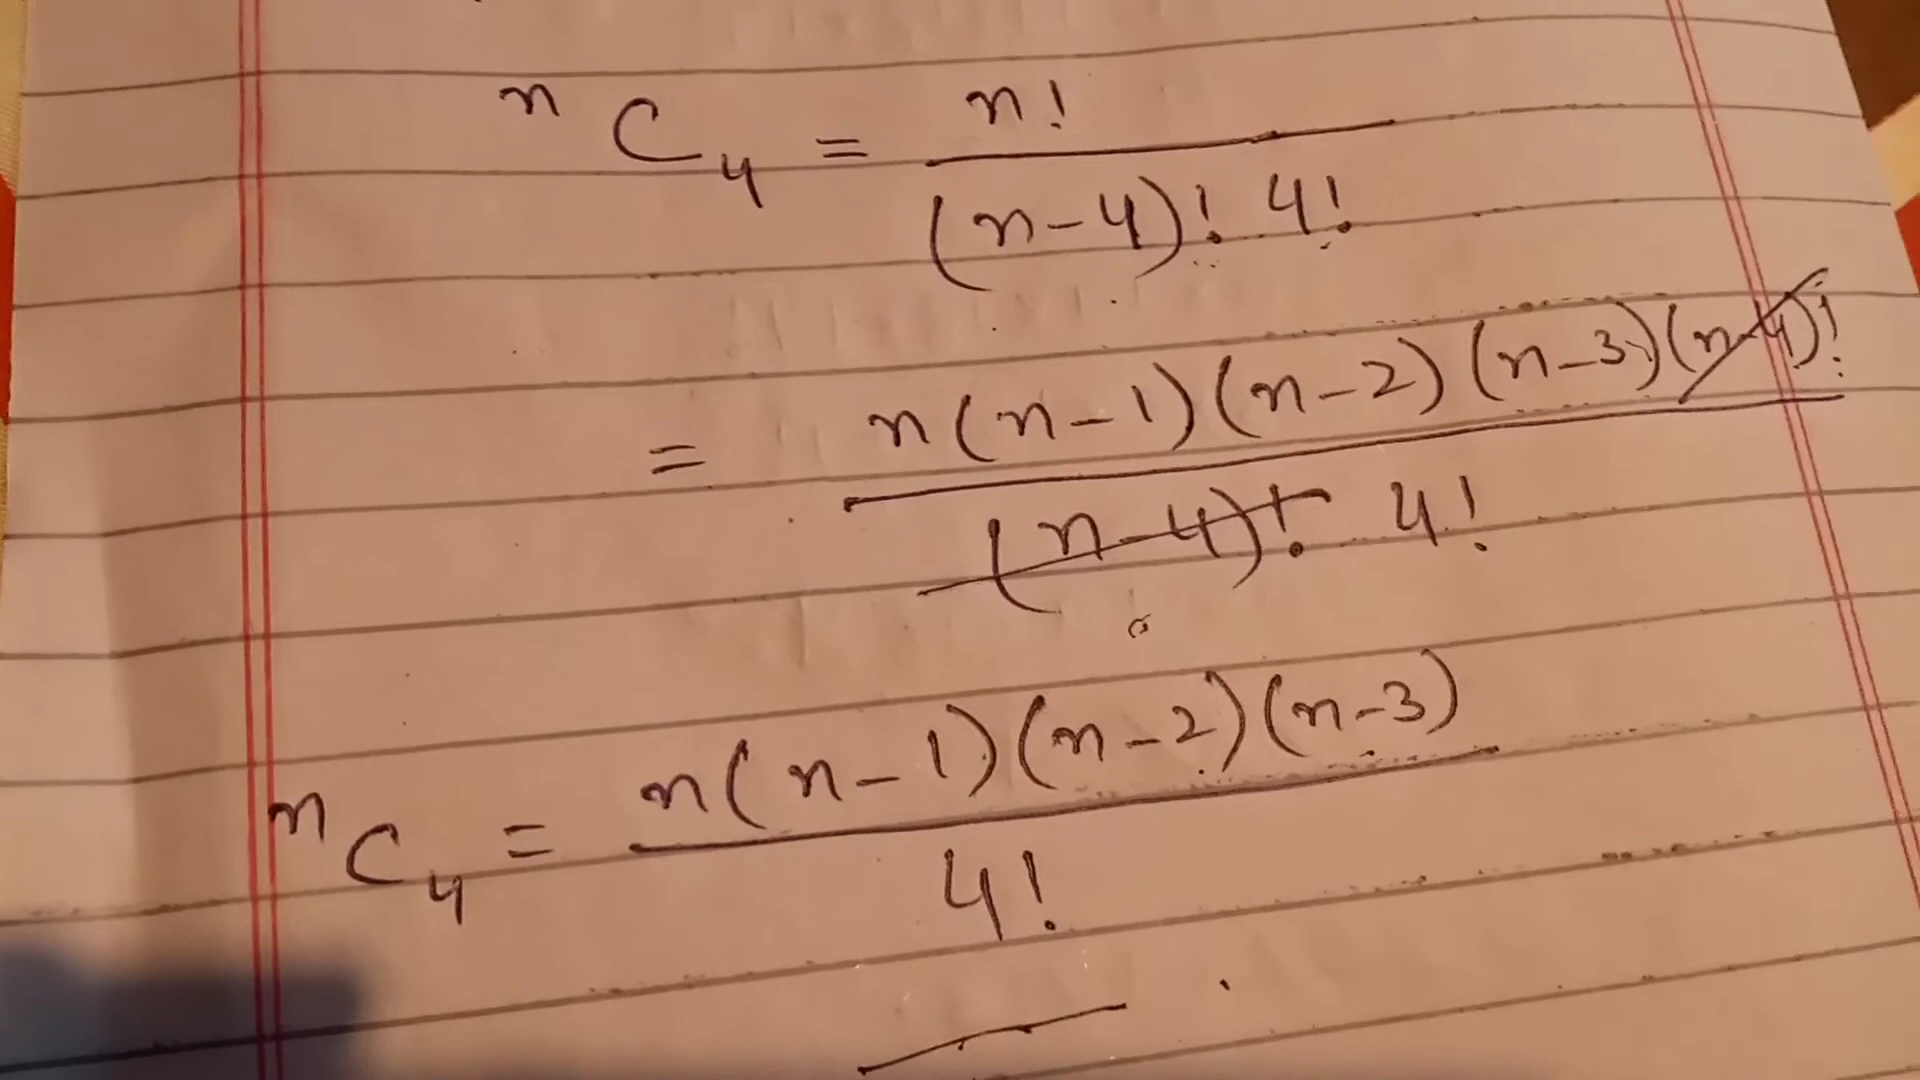 ⁿC₄ = n! / (n-4)! 4!
= n(n-1)(n-2)(n-3)(n-4)! / (n-4)! 4!
ⁿC₄ = n(n-1)(n-2)(n-3) / 4!